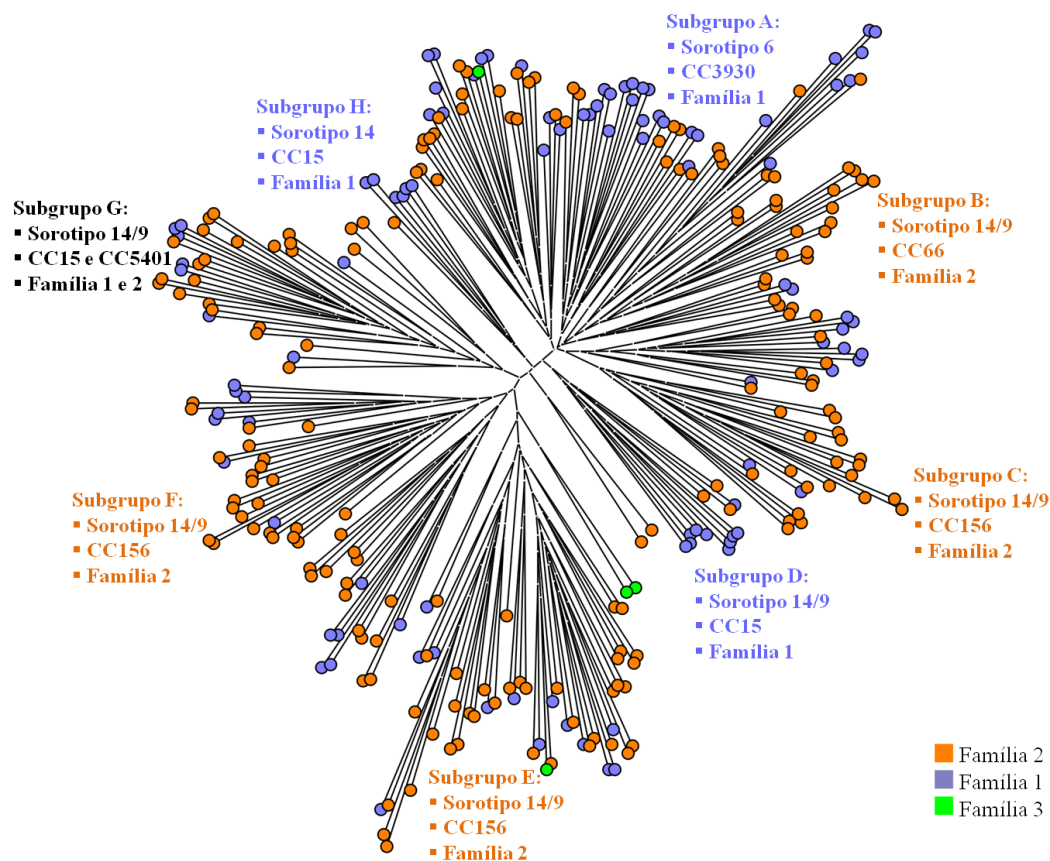 Subgrupo A:
▪ Sorotipo 6
▪ CC3930
▪ Família 1
Subgrupo H:
▪ Sorotipo 14
▪ CC15
▪ Família 1
Subgrupo G:
▪ Sorotipo 14/9
▪ CC15 e CC5401
▪ Família 1 e 2
Subgrupo B:
▪ Sorotipo 14/9
▪ CC66
▪ Família 2
Subgrupo C:
▪ Sorotipo 14/9
▪ CC156
▪ Família 2
Subgrupo F:
▪ Sorotipo 14/9
▪ CC156
▪ Família 2
Subgrupo D:
▪ Sorotipo 14/9
▪ CC15
▪ Família 1
Subgrupo E:
▪ Sorotipo 14/9
▪ CC156
▪ Família 2
Família 2
Família 1
Família 3